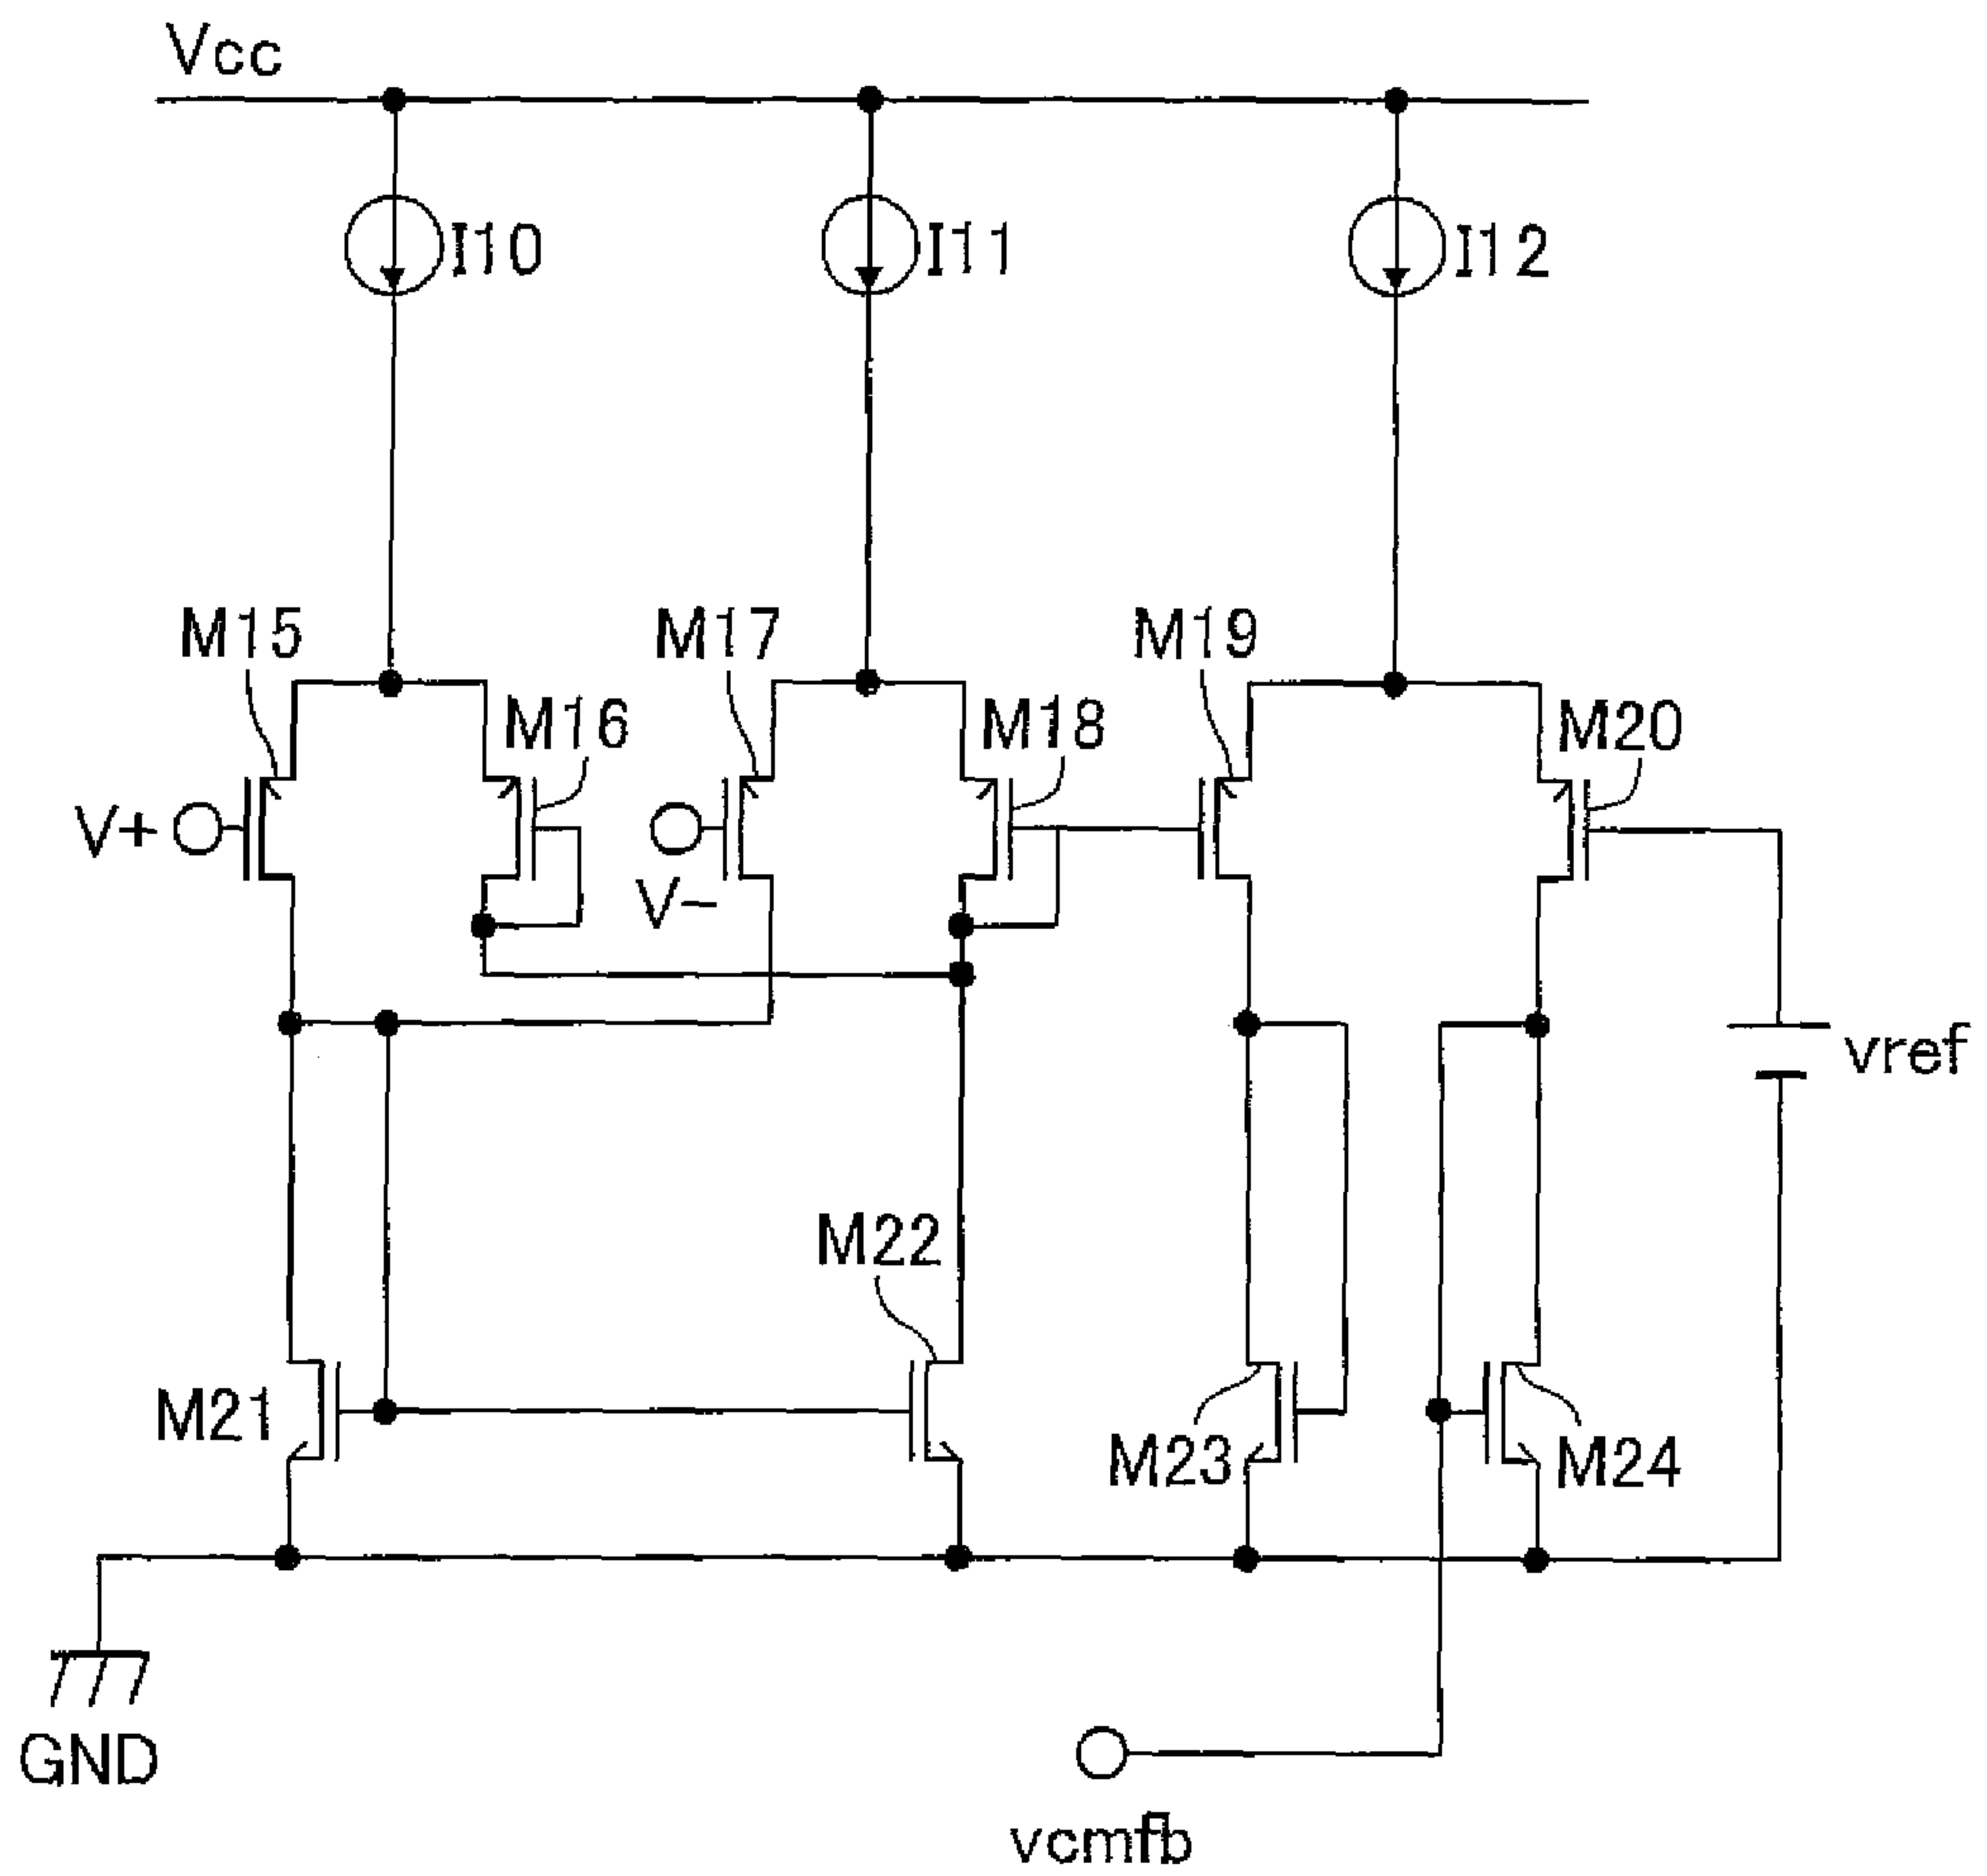 Vcc
I10
I11
I12
M15
M17
M19
M16
M18
M20
V+
V-
vref
M22
M21
M23
M24
GND
vcmfb